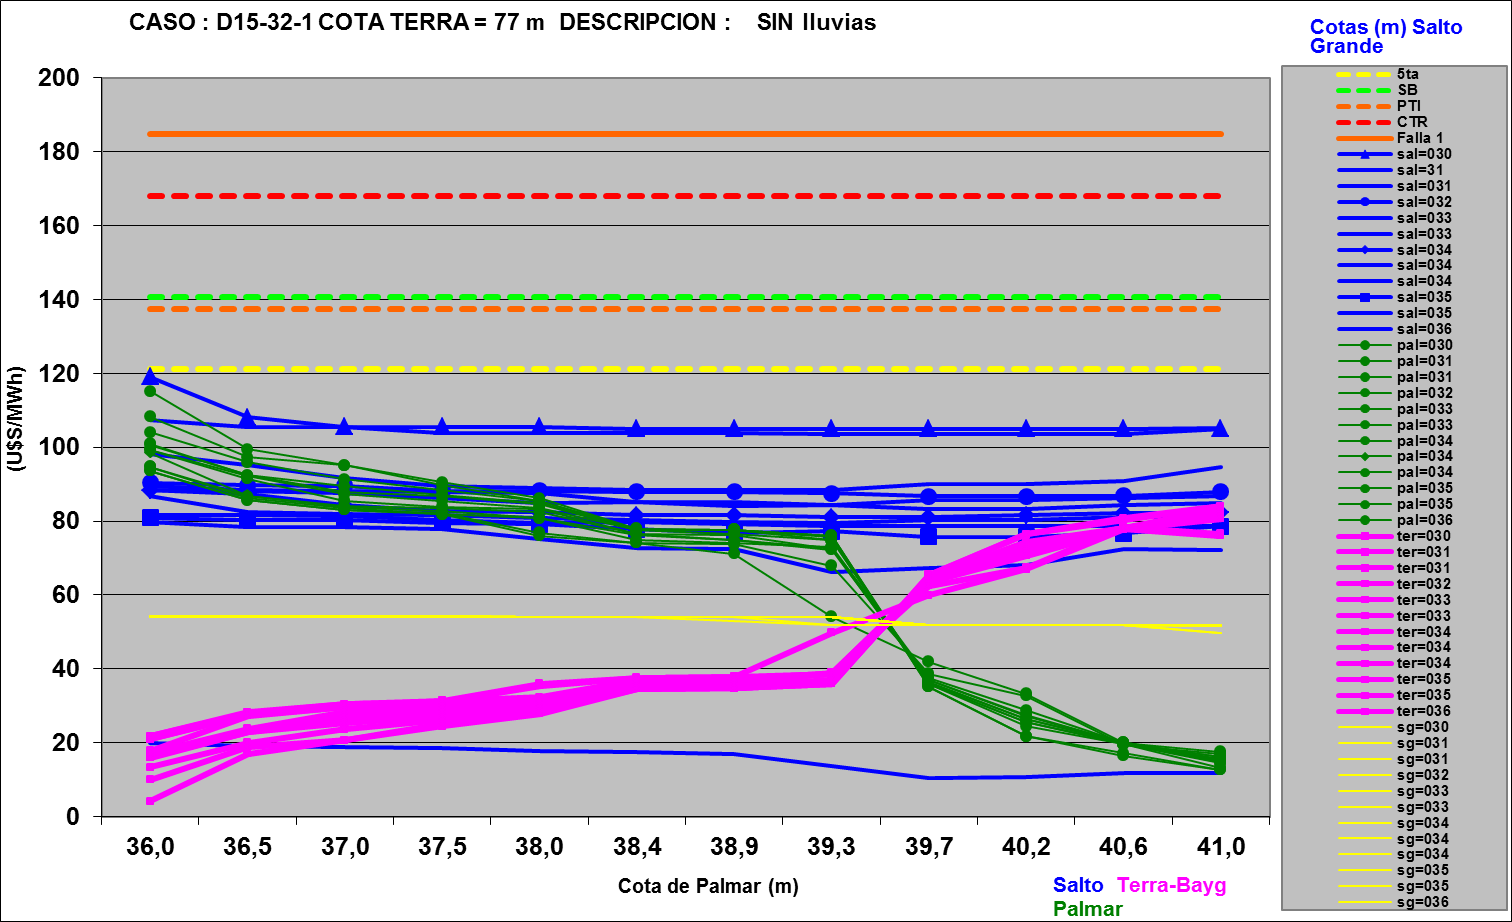 CASO : D15-32-1 COTA TERRA = 77 m  DESCRIPCION :    SIN lluvias
Cotas (m) Salto
Grande
200
180
160
140
120
100
80
60
40
20
0
(U$S/MWh)
36,0
36,5
37,0
37,5
38,0
38,4
38,9
39,3
39,7
40,2
40,6
41,0
Cota de Palmar (m)
Salto  Terra-Bayg
Palmar
5ta
SB
PTI
CTR
Falla 1
sal=030
sal=31
sal=031
sal=032
sal=033
sal=033
sal=034
sal=034
sal=034
sal=035
sal=035
sal=036
pal=030
pal=031
pal=031
pal=032
pal=033
pal=033
pal=034
pal=034
pal=034
pal=035
pal=035
pal=036
ter=030
ter=031
ter=031
ter=032
ter=033
ter=033
ter=034
ter=034
ter=034
ter=035
ter=035
ter=036
sg=030
sg=031
sg=031
sg=032
sg=033
sg=033
sg=034
sg=034
sg=034
sg=035
sg=035
sg=036